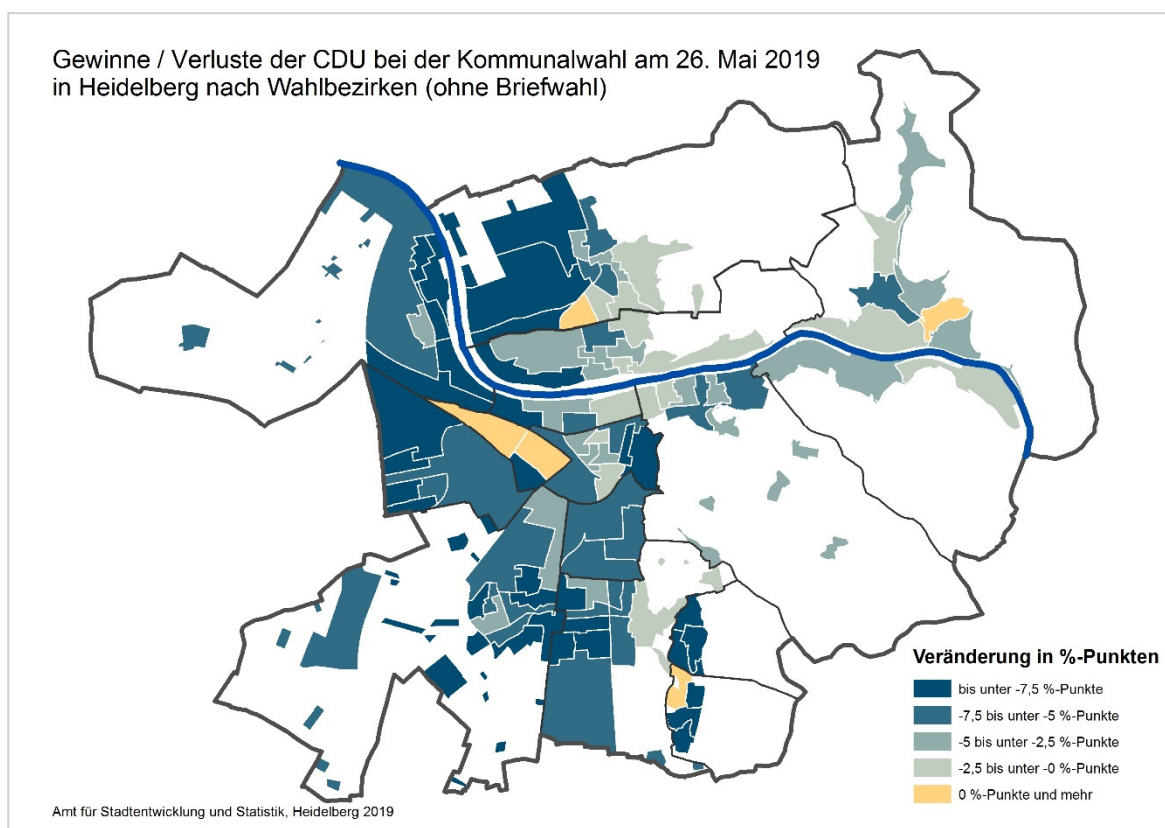 Gewinne / Verluste der CDU bei der Kommunalwahl am 26. Mai 2019
in Heidelberg nach Wahlbezirken (ohne Briefwahl)
Veränderung in %-Punkten
bis unter -7,5 %-Punkte
-7,5 bis unter -5 %-Punkte
-5 bis unter -2,5 %-Punkte
-2,5 bis unter -0 %-Punkte
0 %-Punkte und mehr
Amt für Stadtentwicklung und Statistik, Heidelberg 2019